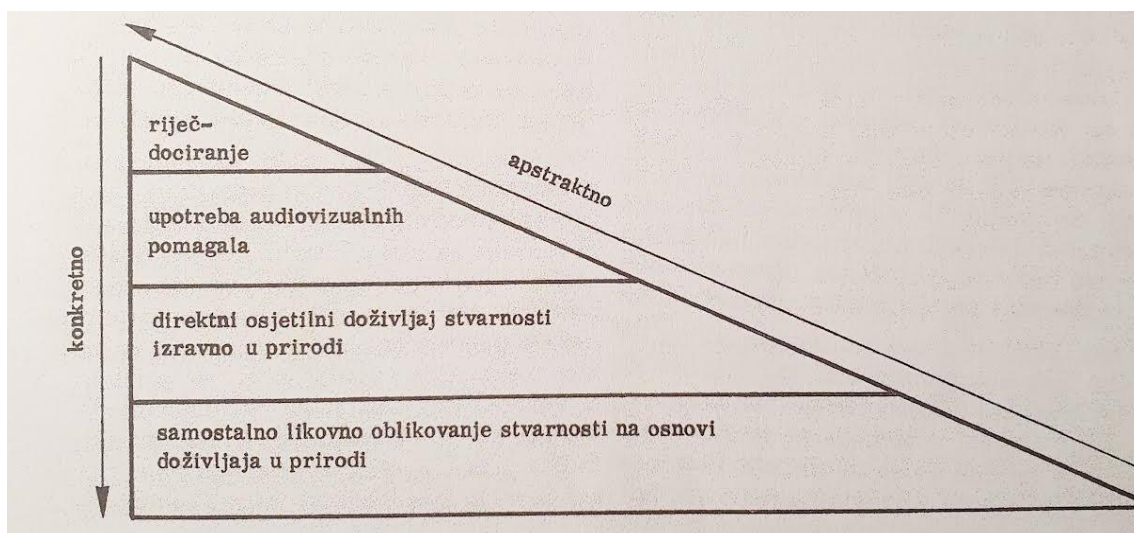 riječ-
dociranje
apstraktno
upotreba audiovizualnih
pomagala
konkretno
direktni osjetilni doživljaj stvarnosti
izravno u prirodi
samostalno likovno oblikovanje stvarnosti na osnovi
doživljaja u prirodi